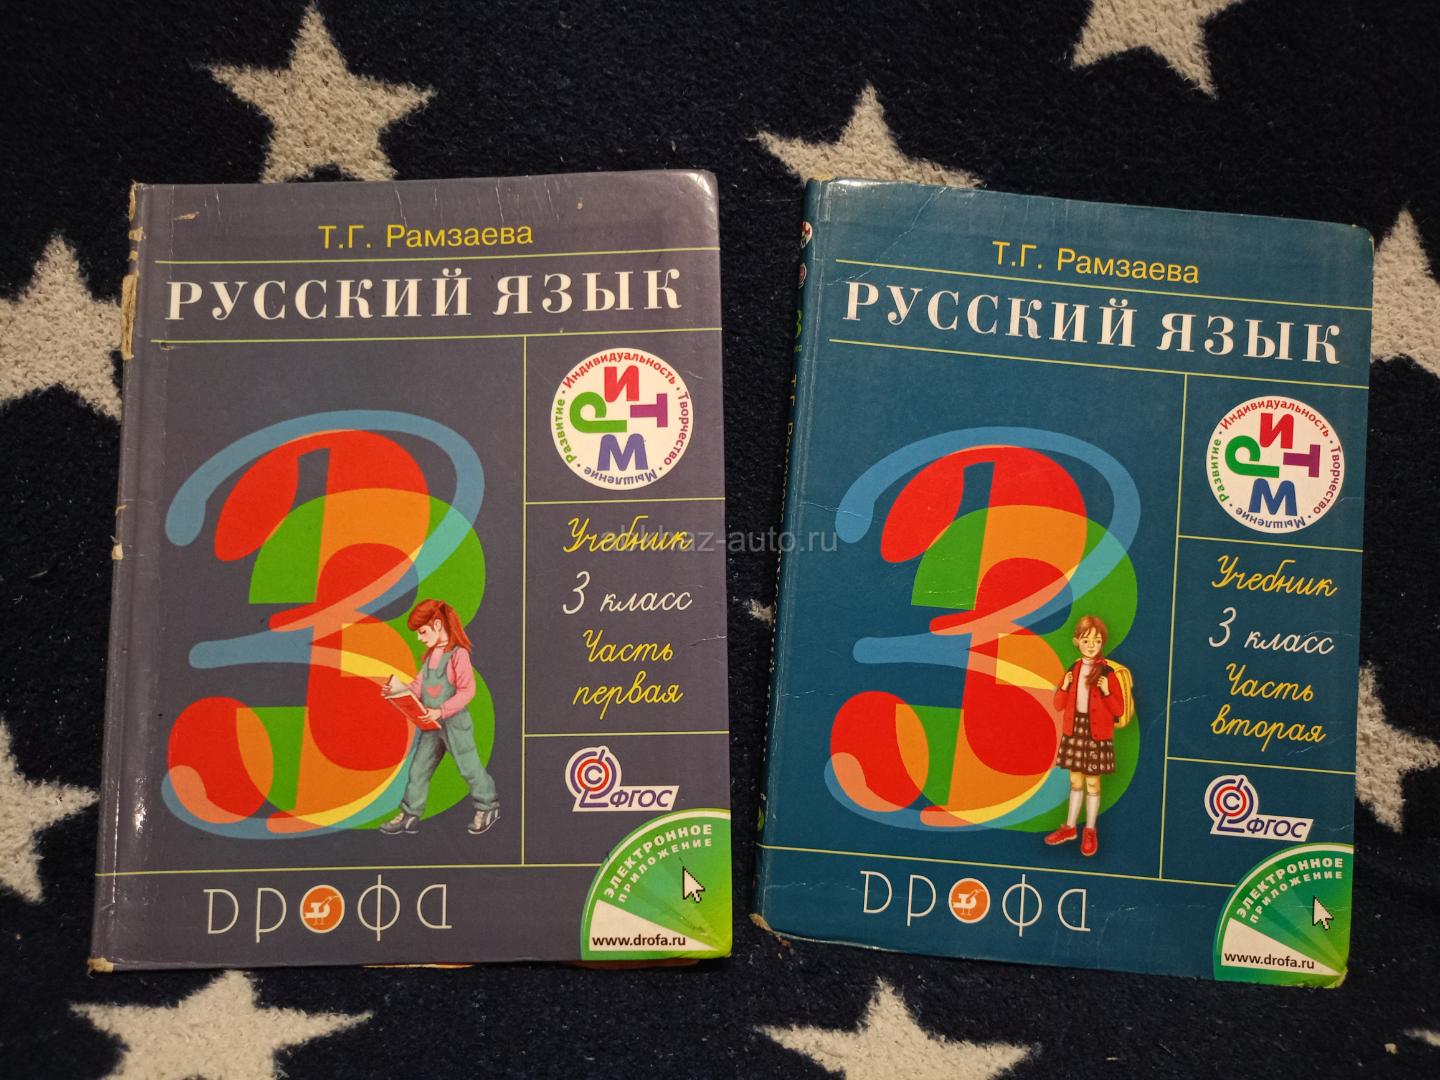 Т.Г. Рамзаева
РУССКИЙ ЯЗЫК
3
Индивидуальность • Творчество • Мышление • Развитие •
И
Т
М
Р
Учебник
3 класс
Часть
первая
ФГОС
ЭЛЕКТРОННОЕ
ПРИЛОЖЕНИЕ
www.drofa.ru
дрофа
Т.Г. Рамзаева
РУССКИЙ ЯЗЫК
3
Индивидуальность • Творчество • Мышление • Развитие •
И
Т
М
Р
Учебник
3 класс
Часть
вторая
ФГОС
ЭЛЕКТРОННОЕ
ПРИЛОЖЕНИЕ
www.drofa.ru
дрофа